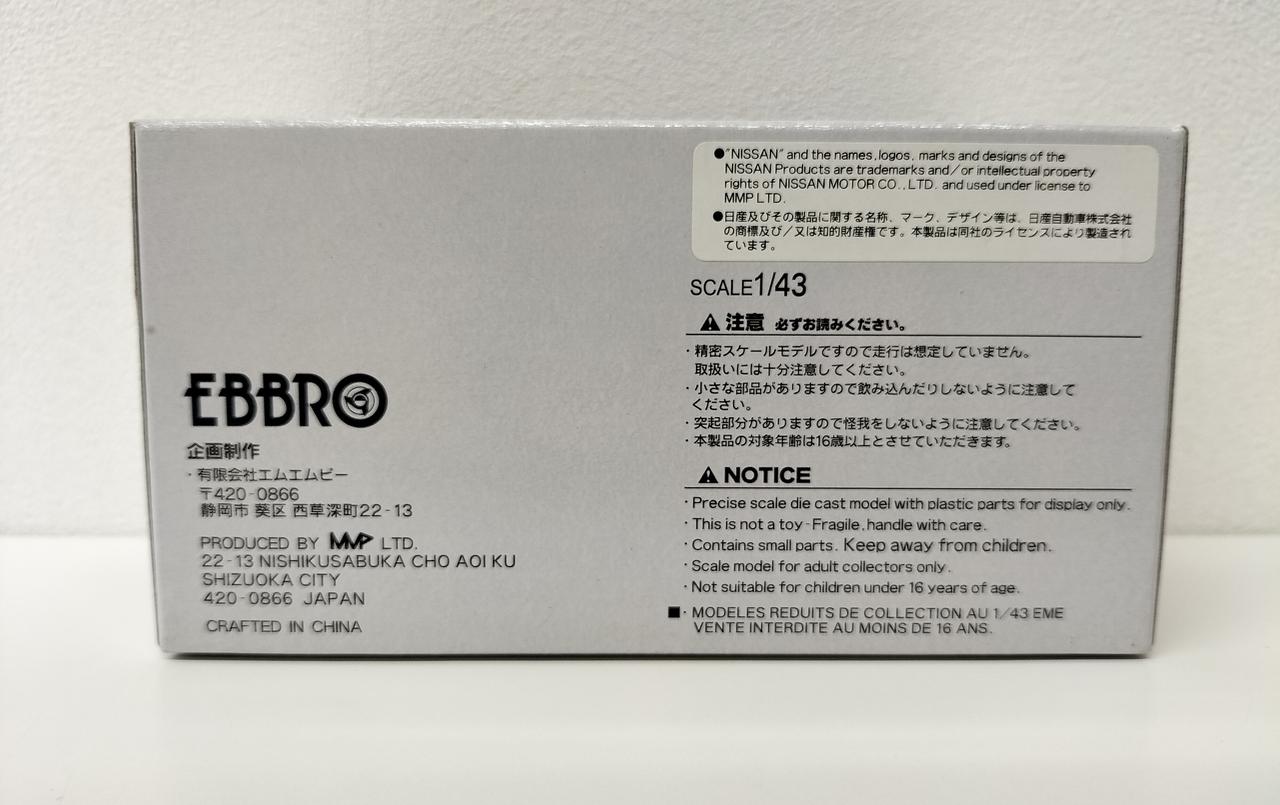 ●"NISSAN" and the names, logos, marks and designs of the
NISSAN Products are trademarks and/or intellectual property
rights of NISSAN MOTOR CO., LTD. and used under license to
MMP LTD.
●日産及びその製品に関する名称、マーク、デザイン等は、日産自動車株式会社
の商標及び/又は知的財産権です。本製品は同社のライセンスにより製造され
ています。
SCALE1/43
⚠注意 必ずお読みください。
・精密スケールモデルですので走行は想定していません。
取扱いには十分注意してください。
・小さな部品がありますので飲み込んだりしないように注意して
ください。
・突起部分がありますので怪我をしないように注意してください。
・本製品の対象年齢は16歳以上とさせていただきます。
⚠NOTICE
・Precise scale die cast model with plastic parts for display only.
・This is not a toy-Fragile, handle with care.
・Contains small parts. Keep away from children.
・Scale model for adult collectors only.
・Not suitable for children under 16 years of age.
■・MODELES REDUITS DE COLLECTION AU 1/43 EME
VENTE INTERDITE AU MOINS DE 16 ANS.
EBBRO
企画制作
・有限会社エムエムピー
〒420-0866
静岡市 葵区 西草深町22-13
PRODUCED BY MMP LTD.
22-13 NISHIKUSABUKA CHO AOI KU
SHIZUOKA CITY
420-0866 JAPAN
CRAFTED IN CHINA